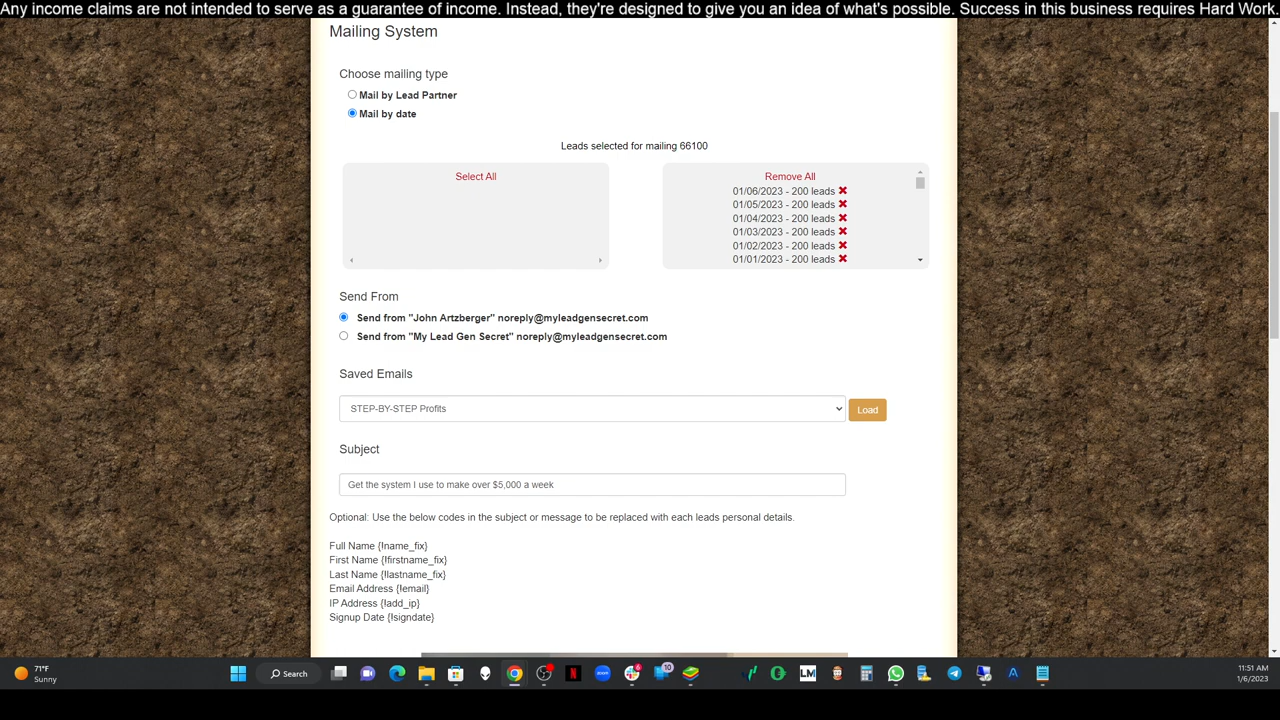 Any income claims are not intended to serve as a guarantee of income. Instead, they're designed to give you an idea of what's possible. Success in this business requires Hard Work.
Mailing System
Choose mailing type
Mail by Lead Partner
Mail by date
Leads selected for mailing 66100
Select All
Remove All
01/06/2023 - 200 leads
01/05/2023 - 200 leads
01/04/2023 - 200 leads
01/03/2023 - 200 leads
01/02/2023 - 200 leads
01/01/2023 - 200 leads
Send From
Send from "John Artzberger" noreply@myleadgensecret.com
Send from "My Lead Gen Secret" noreply@myleadgensecret.com
Saved Emails
STEP-BY-STEP Profits
Load
Subject
Get the system I use to make over $5,000 a week
Optional: Use the below codes in the subject or message to be replaced with each leads personal details.
Full Name {!name_fix}
First Name {!firstname_fix}
Last Name {!lastname_fix}
Email Address {!email}
IP Address {!add_ip}
Signup Date {!signdate}
71°F
Sunny
Search
zoom
6
10
LM
11:51 AM
1/6/2023